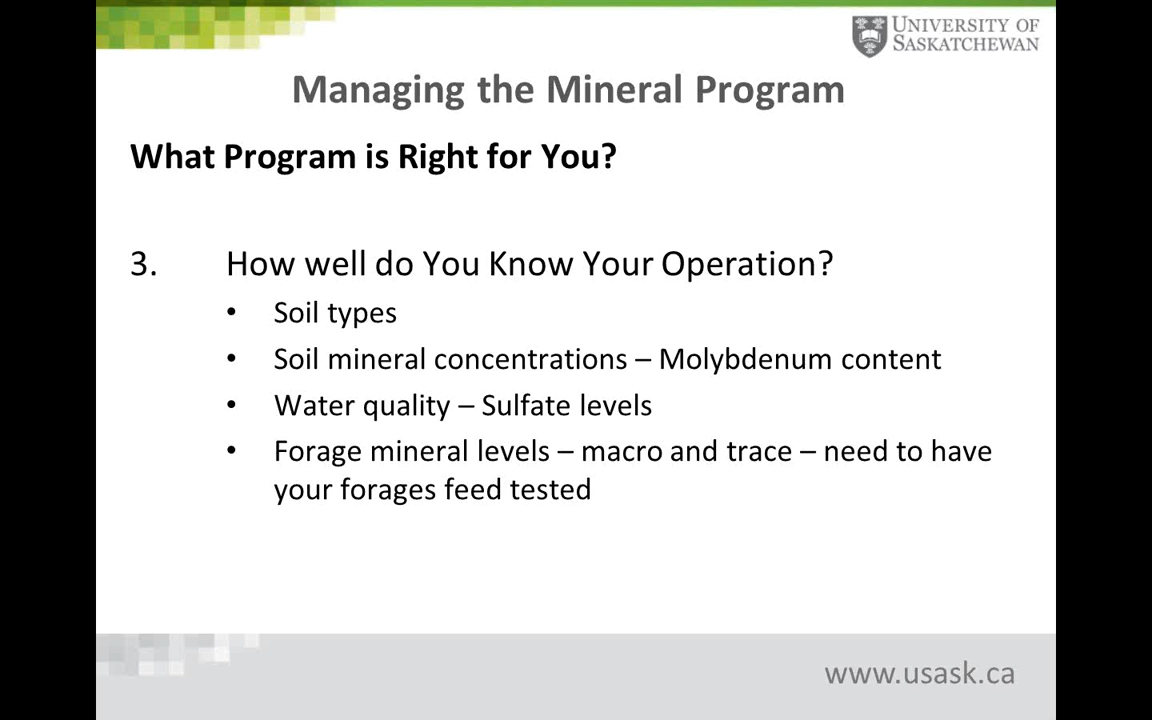 UNIVERSITY OF
SASKATCHEWAN
Managing the Mineral Program
What Program is Right for You?
3. How well do You Know Your Operation?
• Soil types
• Soil mineral concentrations – Molybdenum content
• Water quality – Sulfate levels
• Forage mineral levels – macro and trace – need to have
your forages feed tested
www.usask.ca